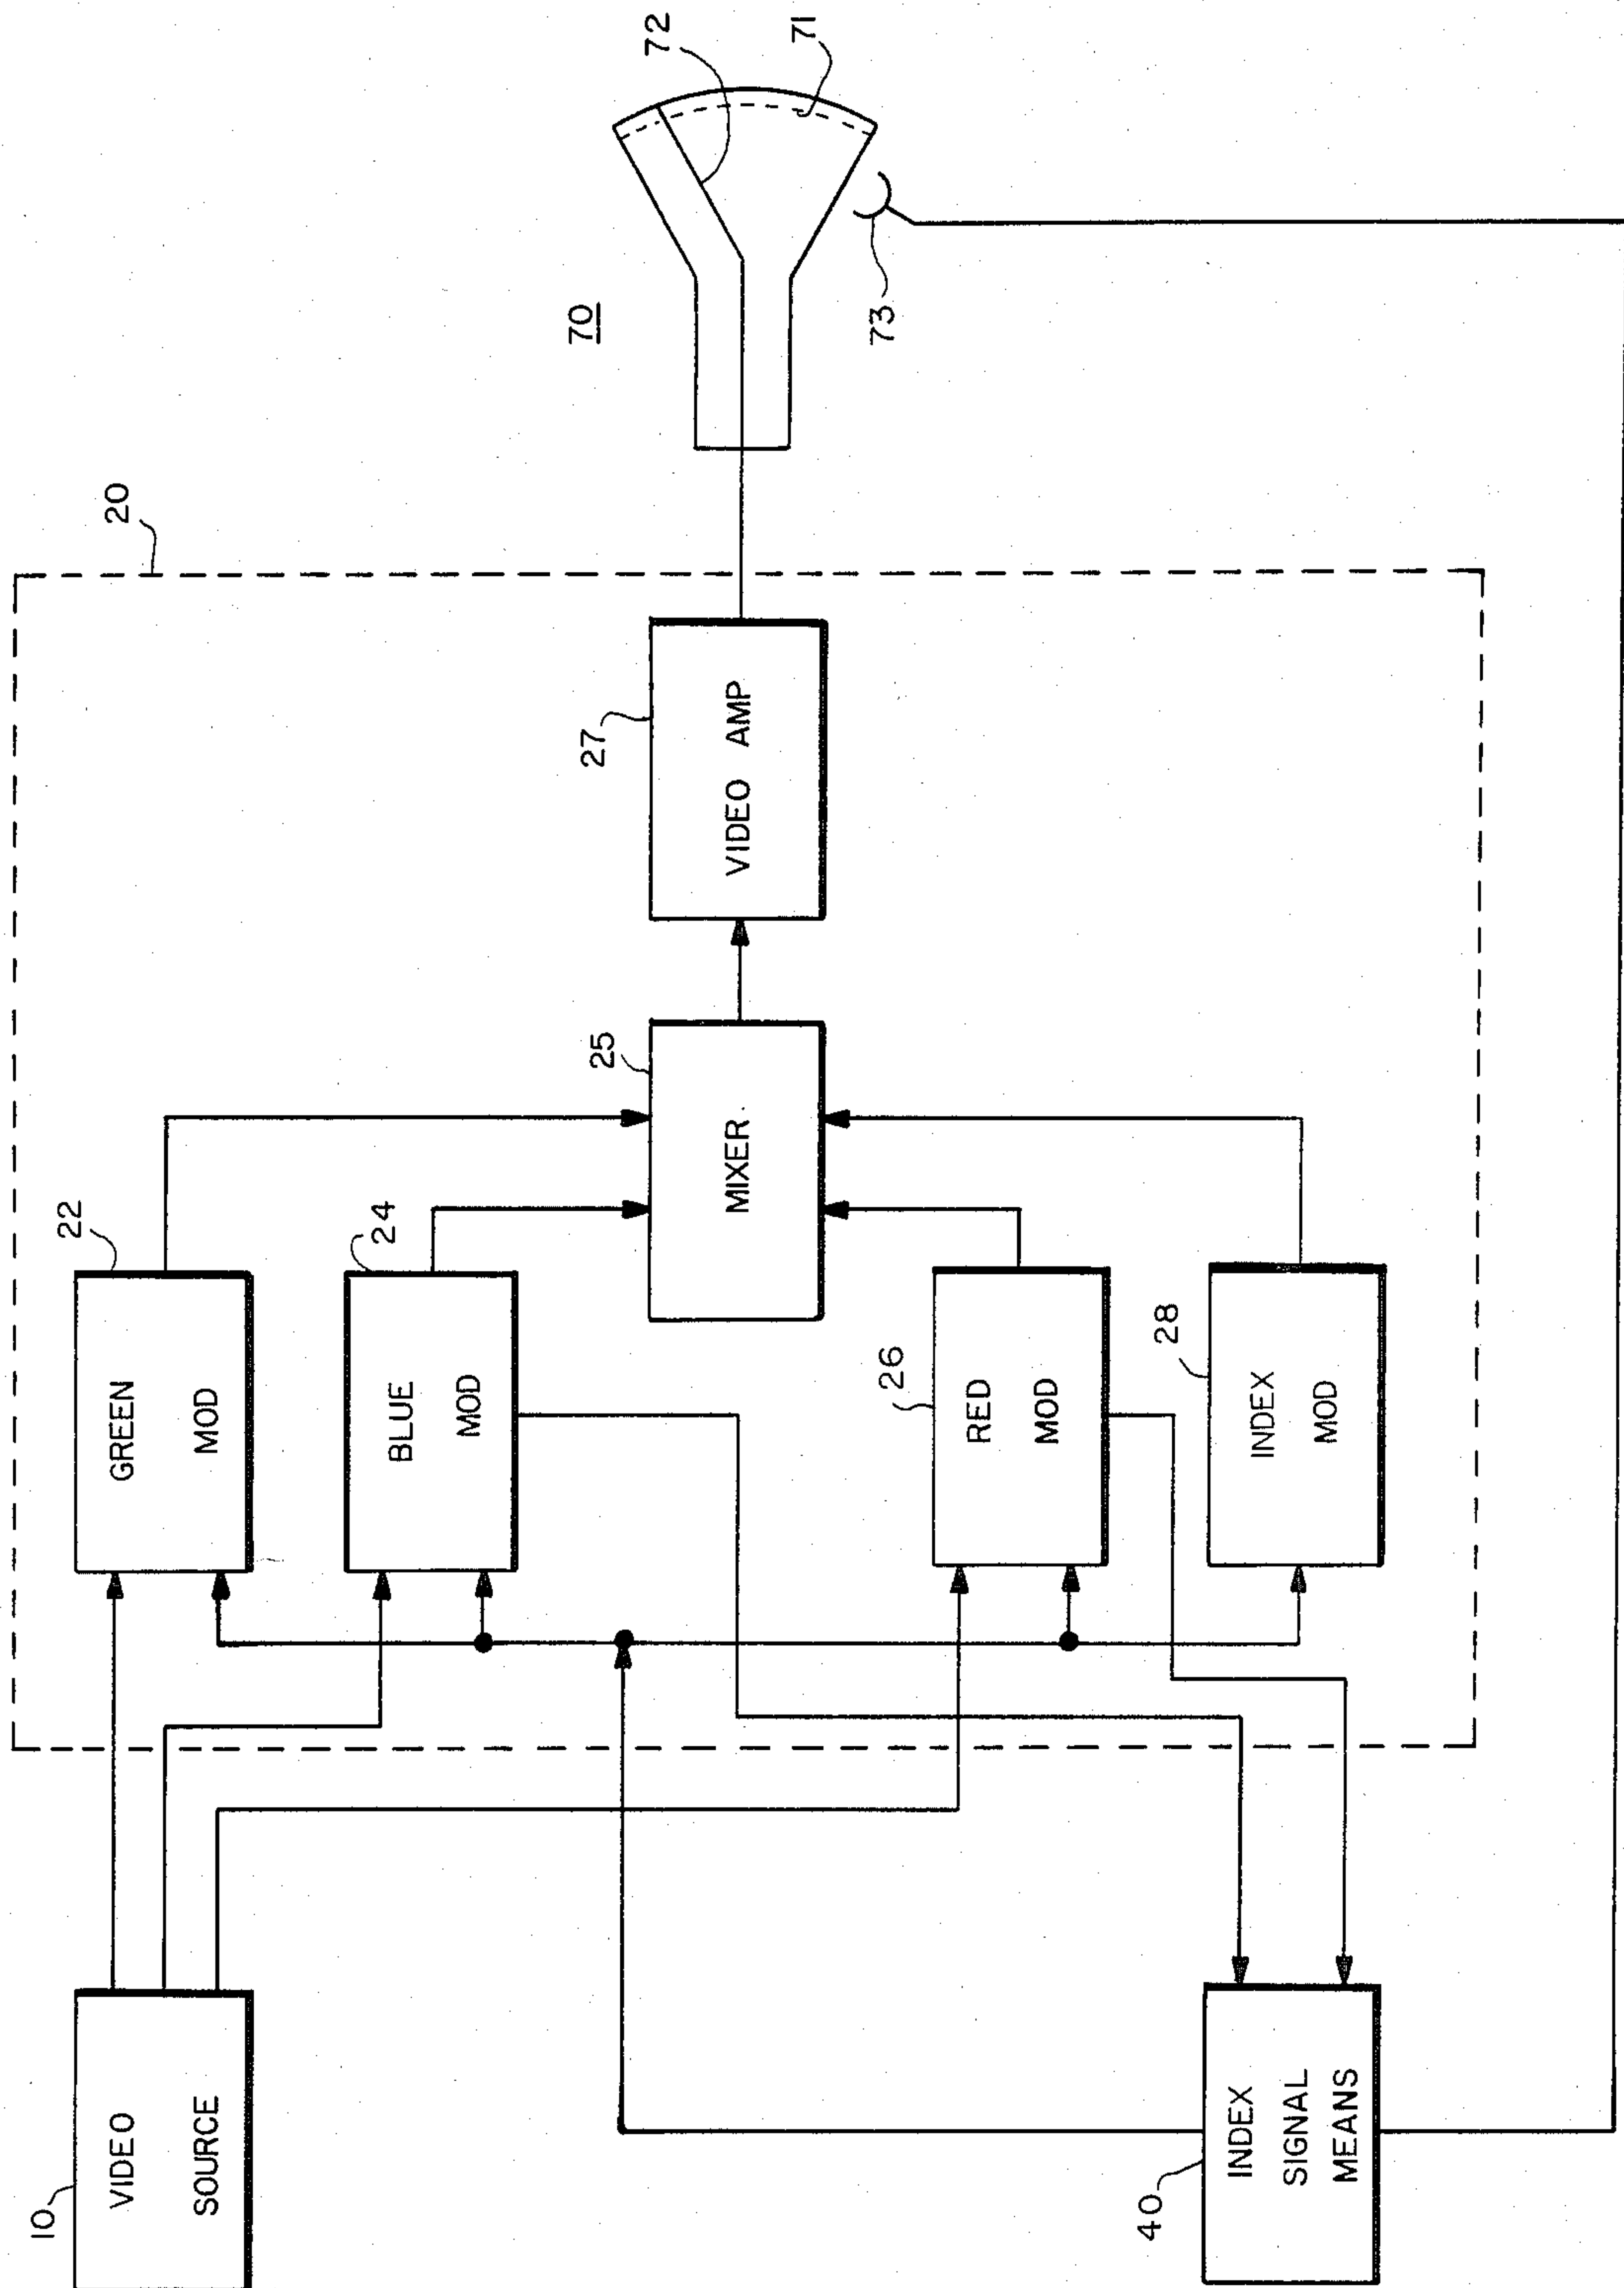 10
VIDEO
SOURCE
20
22
GREEN
MOD
24
BLUE
MOD
25
MIXER
27
VIDEO AMP
26
RED
MOD
28
INDEX
MOD
40
INDEX
SIGNAL
MEANS
70
72
71
73